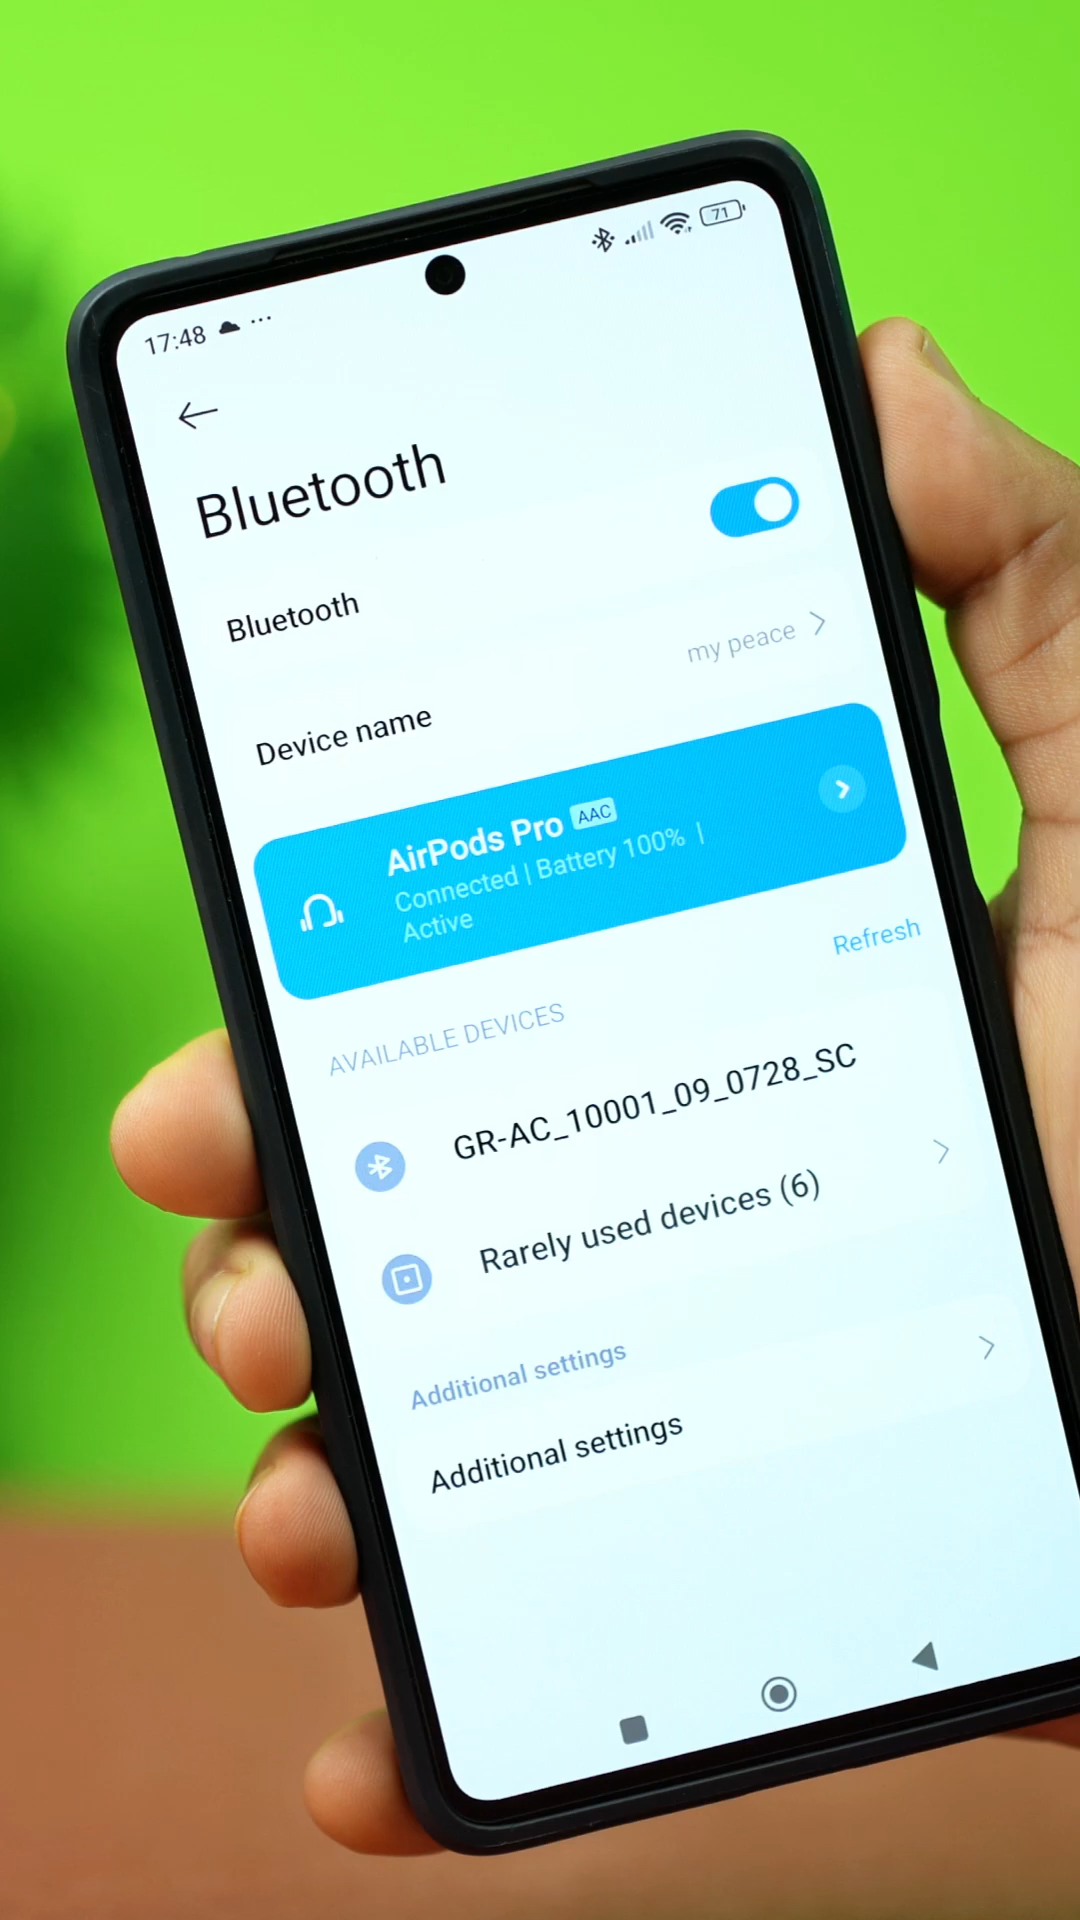 17:48 ...
71
Bluetooth
Bluetooth
Device name
my peace
AirPods Pro AAC
Connected | Battery 100% |
Active
AVAILABLE DEVICES
Refresh
GR-AC_10001_09_0728_SC
Rarely used devices (6)
Additional settings
Additional settings